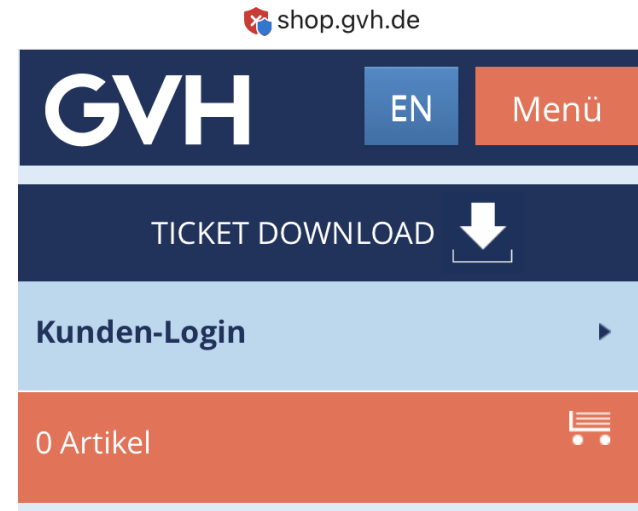 shop.gvh.de
GVH
EN
Menü
TICKET DOWNLOAD
Kunden-Login
0 Artikel